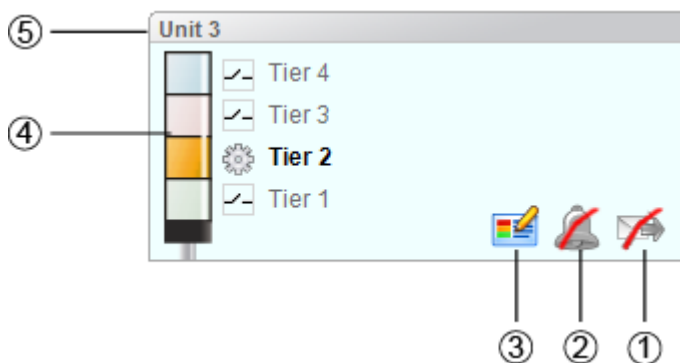 ⑤ Unit 3
Tier 4
④ Tier 3
Tier 2
Tier 1
③ ② ①